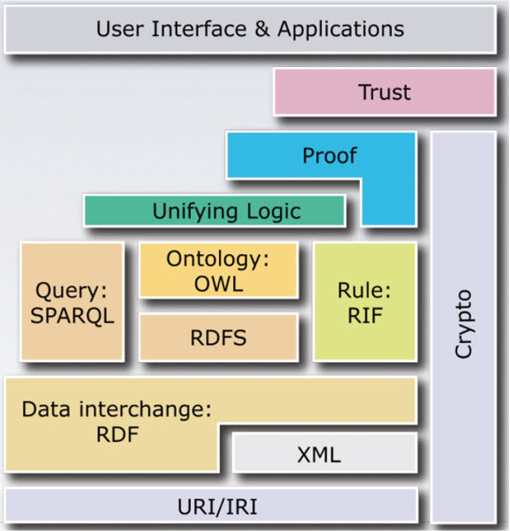 User Interface & Applications
Trust
Proof
Unifying Logic
Query:
SPARQL
Ontology:
OWL
RDFS
Rule:
RIF
Crypto
Data interchange:
RDF
XML
URI/IRI